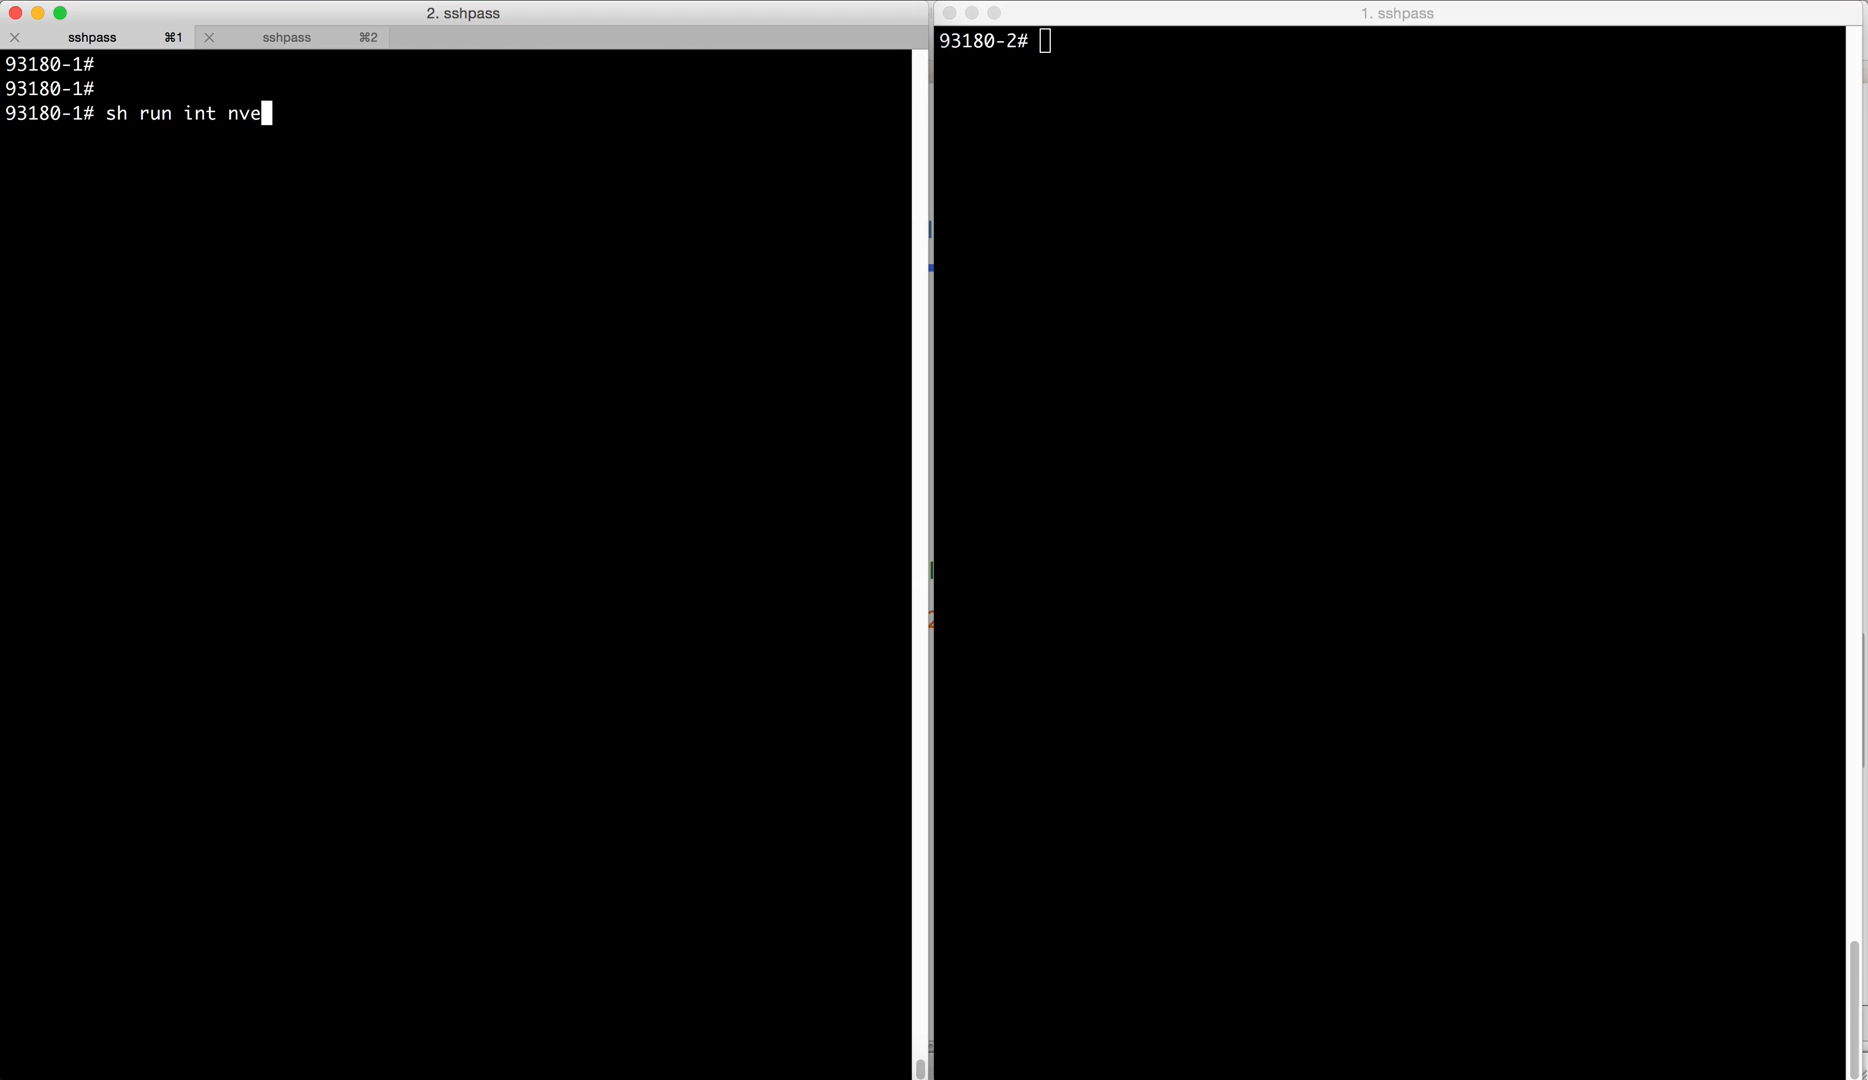 2. sshpass
sshpass ⌘1
sshpass ⌘2
93180-1#
93180-1#
93180-1# sh run int nve
1. sshpass
93180-2#
2